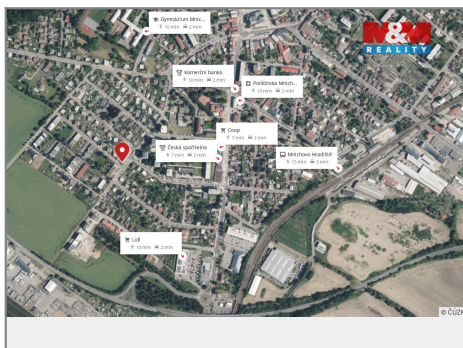 Gymnázium Mnic...
10 min 2 min
N&M
REALITY
Komerční banka
10 min 2 min
Poliklinika Mnich...
10 min 2 min
Coop
7 min 2 min
Česká spořitelna
7 min 2 min
Mnichovo Hradiště
15 min 3 min
Lidl
10 min 2 min
© ČÚZK